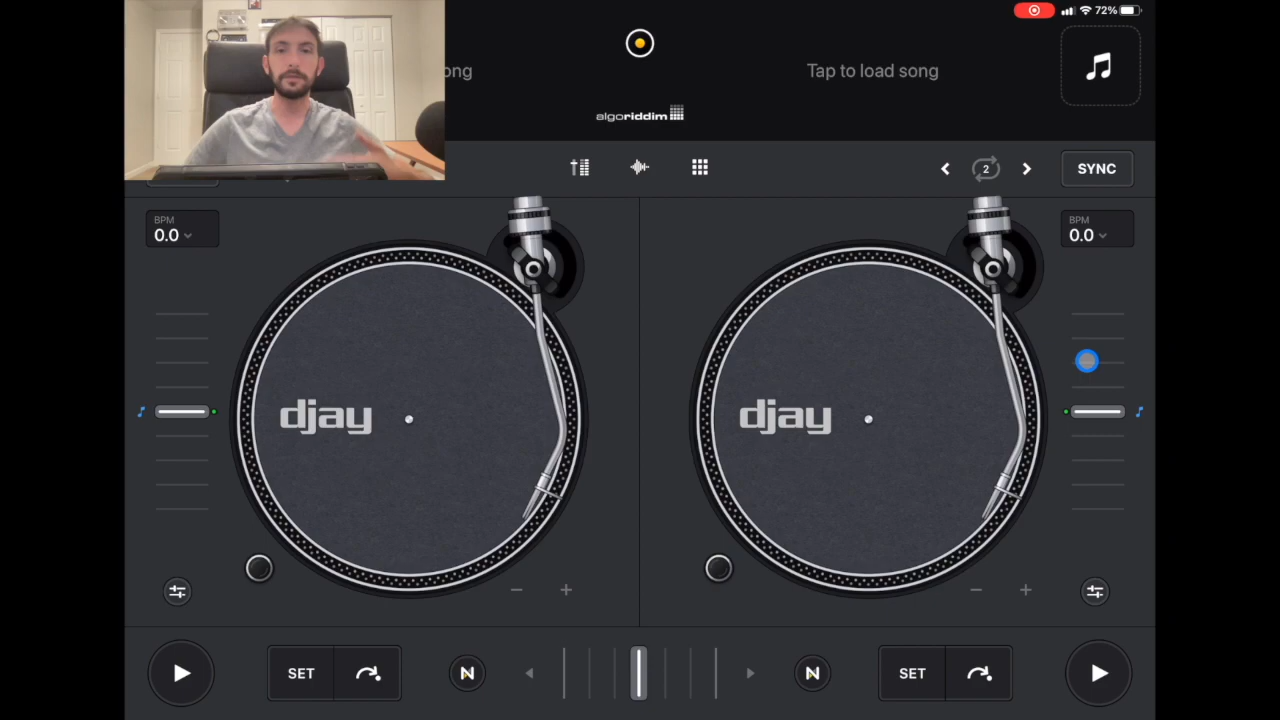 72%
ong
Tap to load song
algoriddim
2
SYNC
BPM
0.0
BPM
0.0
djay
djay
SET
N
N
SET